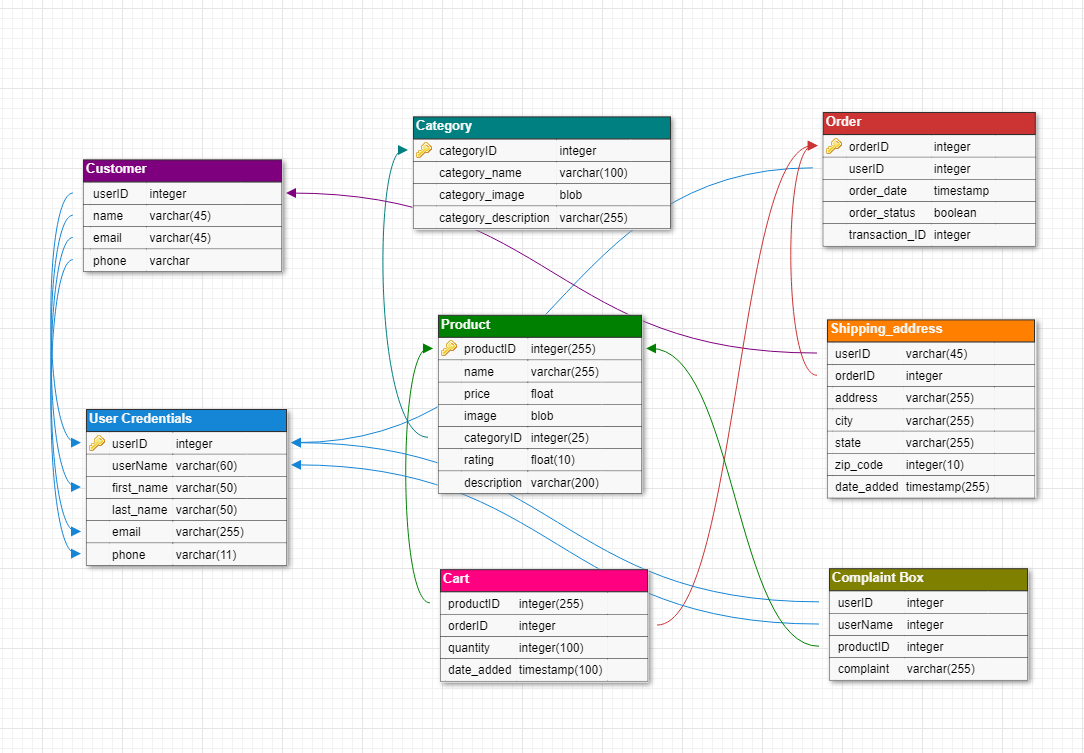 Customer
userID integer
name varchar(45)
email varchar(45)
phone varchar
Category
categoryID integer
category_name varchar(100)
category_image blob
category_description varchar(255)
Order
orderID integer
userID integer
order_date timestamp
order_status boolean
transaction_ID integer
Product
productID integer(255)
name varchar(255)
price float
image blob
categoryID integer(25)
rating float(10)
description varchar(200)
Shipping_address
userID varchar(45)
orderID integer
address varchar(255)
city varchar(255)
state varchar(255)
zip_code integer(10)
date_added timestamp(255)
User Credentials
userID integer
userName varchar(60)
first_name varchar(50)
last_name varchar(50)
email varchar(255)
phone varchar(11)
Cart
productID integer(255)
orderID integer
quantity integer(100)
date_added timestamp(100)
Complaint Box
userID integer
userName integer
productID integer
complaint varchar(255)